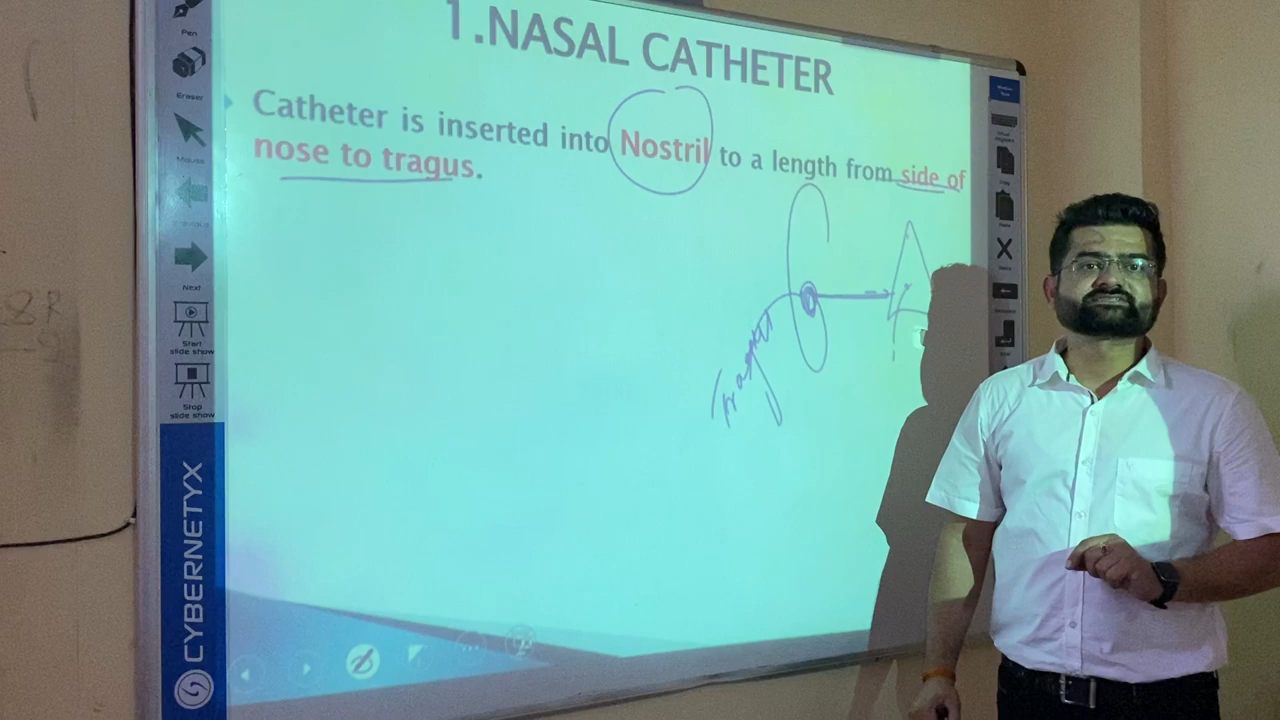 1.NASAL CATHETER
Catheter is inserted into Nostril to a length from side of
nose to tragus.
Tragus
Pen
Eraser
Mouse
Previous
Next
Start
slide show
Stop
slide show
CYBERNETYX